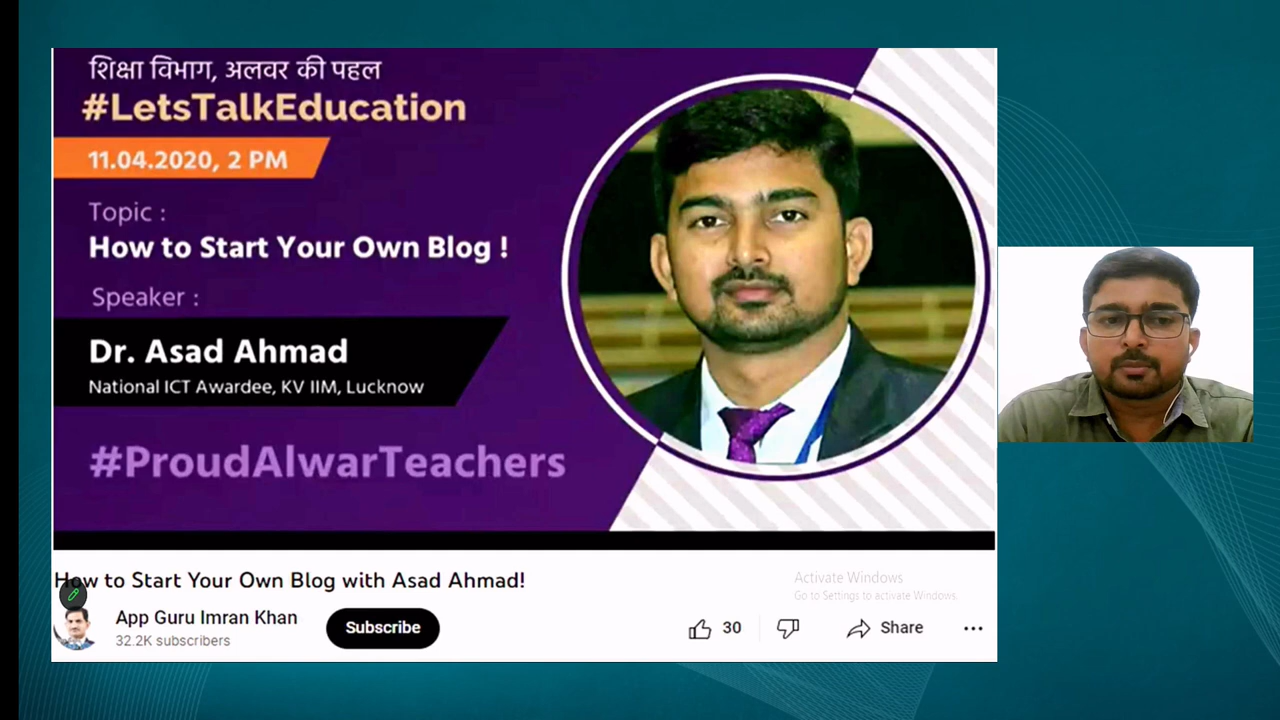 शिक्षा विभाग, अलवर की पहल
#LetsTalkEducation
11.04.2020, 2 PM
Topic :
How to Start Your Own Blog !
Speaker :
Dr. Asad Ahmad
National ICT Awardee, KV IIM, Lucknow
#ProudAlwarTeachers
How to Start Your Own Blog with Asad Ahmad!
Activate Windows
Go to Settings to activate Windows.
App Guru Imran Khan
32.2K subscribers
Subscribe
30
Share